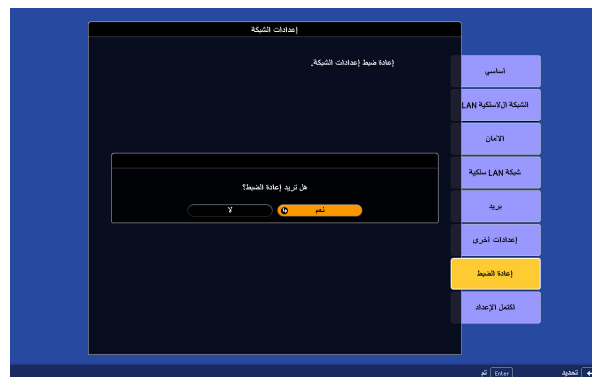 إعدادات الشبكة
إعادة ضبط إعدادات الشبكة.
أساسي
الشبكة اللاسلكية LAN
الأمان
شبكة LAN سلكية
بريد
إعدادات أخرى
إعادة الضبط
اكتمل الإعداد
هل تريد إعادة الضبط؟
نعم
لا
تحديد
Enter تم